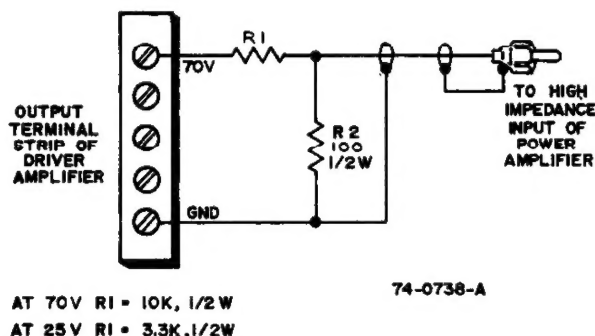 R1
70V
OUTPUT
TERMINAL
STRIP OF
DRIVER
AMPLIFIER
R2
100
1/2W
TO HIGH
IMPEDANCE
INPUT OF
POWER
AMPLIFIER
GND
74-0738-A
AT 70V R1 = 10K, 1/2W
AT 25V R1 = 3.3K, 1/2W